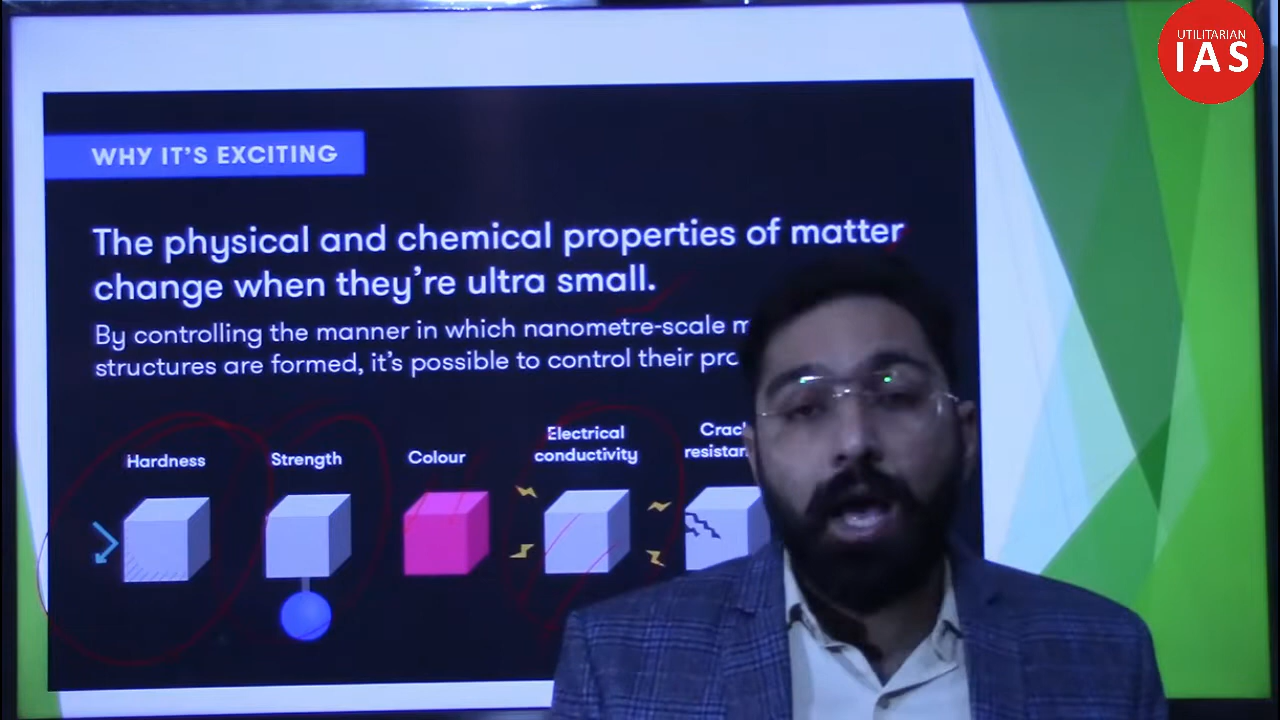 UTILITARIAN
IAS
WHY IT'S EXCITING
The physical and chemical properties of matter
change when they're ultra small.
By controlling the manner in which nanometre-scale
structures are formed, it's possible to control their
Hardness
Strength
Colour
Electrical
conductivity